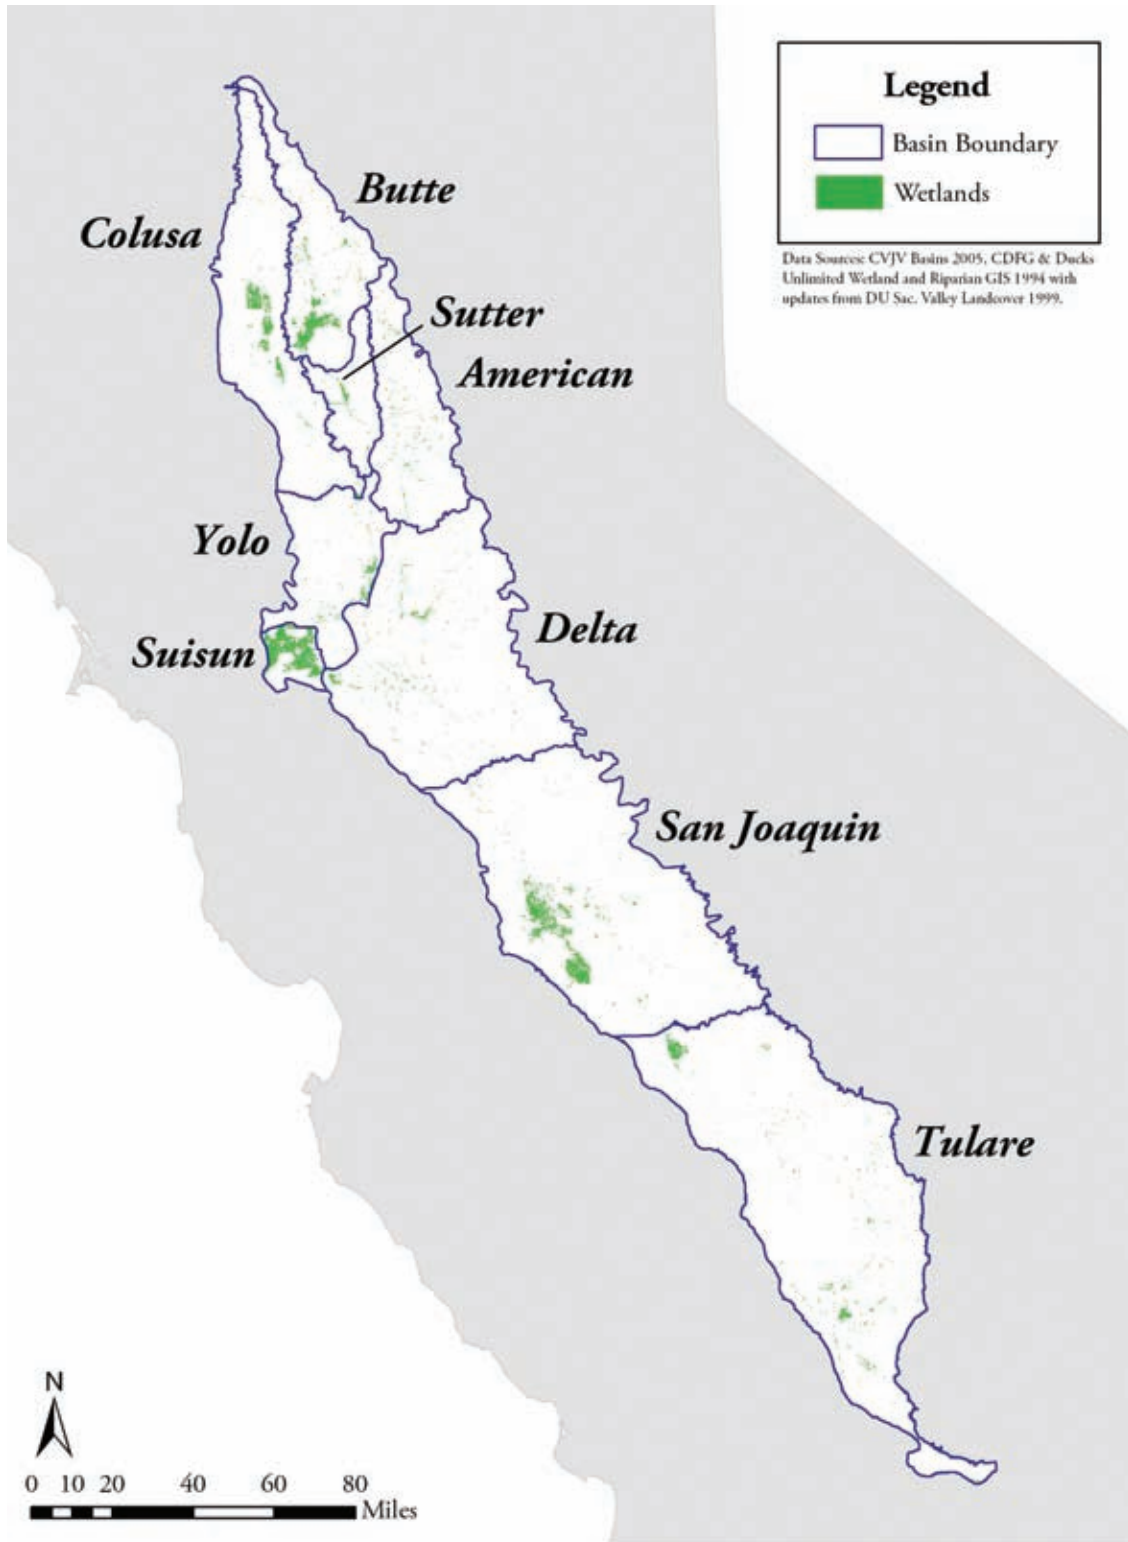 Legend
Basin Boundary
Wetlands
Data Sources: CVJV Basins 2005, CDFG & Ducks
Unlimited Wetland and Riparian GIS 1994 with
updates from DU Sac. Valley Landcover 1999.
Butte
Colusa
Sutter
American
Yolo
Delta
Suisun
San Joaquin
Tulare
N
0 10 20 40 60 80
Miles